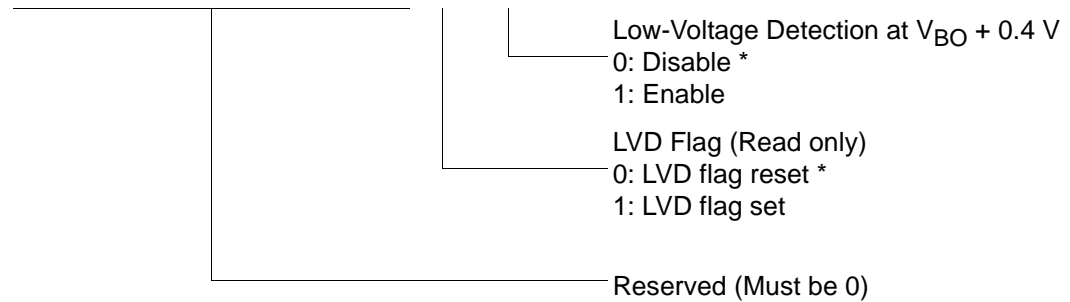 Low-Voltage Detection at VBO + 0.4 V
0: Disable *
1: Enable
LVD Flag (Read only)
0: LVD flag reset *
1: LVD flag set
Reserved (Must be 0)